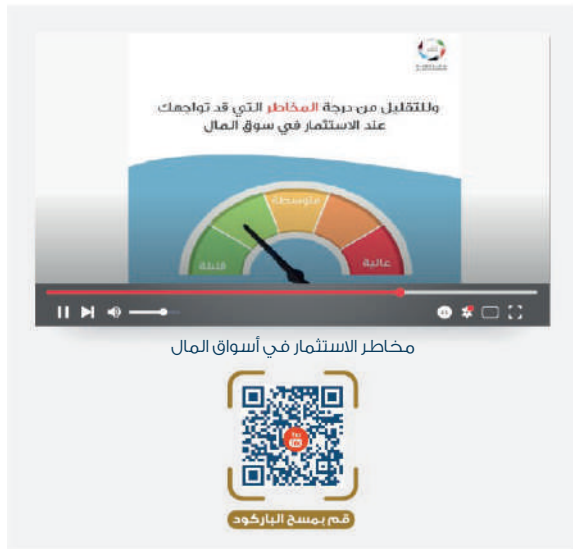 وللتقليل من درجة المخاطر التي قد تواجهك
عند الاستثمار في سوق المال
متوسطة
قليلة
عالية
مخاطر الاستثمار في أسواق المال
قم بمسح الباركود